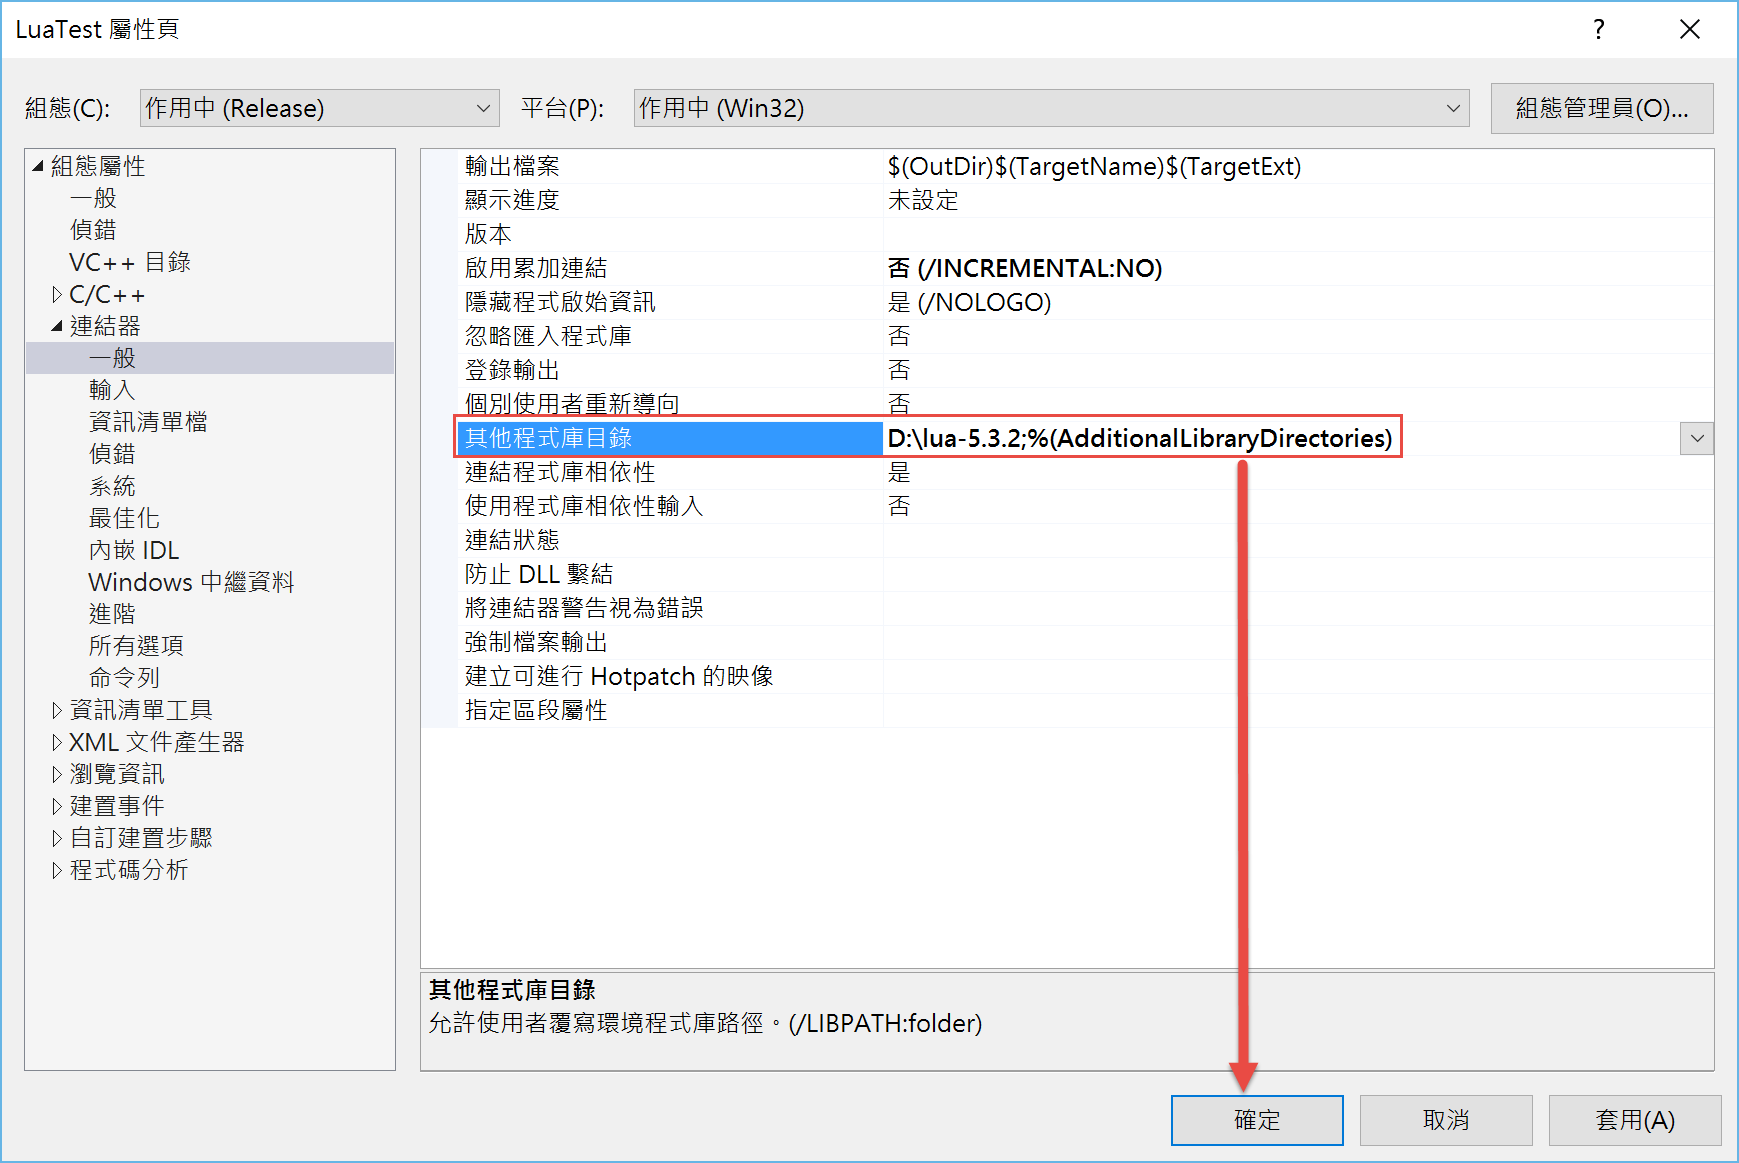 LuaTest 屬性頁
?
組態(C):
作用中 (Release)
平台(P):
作用中 (Win32)
組態管理員(O)...
組態屬性
一般
偵錯
VC++ 目錄
C/C++
連結器
一般
輸入
資訊清單檔
偵錯
系統
最佳化
內嵌 IDL
Windows 中繼資料
進階
所有選項
命令列
資訊清單工具
XML 文件產生器
瀏覽資訊
建置事件
自訂建置步驟
程式碼分析
輸出檔案 $(OutDir)$(TargetName)$(TargetExt)
顯示進度 未設定
版本
啟用累加連結 否 (/INCREMENTAL:NO)
隱藏程式啟始資訊 是 (/NOLOGO)
忽略匯入程式庫 否
登錄輸出 否
個別使用者重新導向 否
其他程式庫目錄 D:\lua-5.3.2;%(AdditionalLibraryDirectories)
連結程式庫相依性 是
使用程式庫相依性輸入 否
連結狀態
防止 DLL 繫結
將連結器警告視為錯誤
強制檔案輸出
建立可進行 Hotpatch 的映像
指定區段屬性
其他程式庫目錄
允許使用者覆寫環境程式庫路徑。(/LIBPATH:folder)
確定
取消
套用(A)